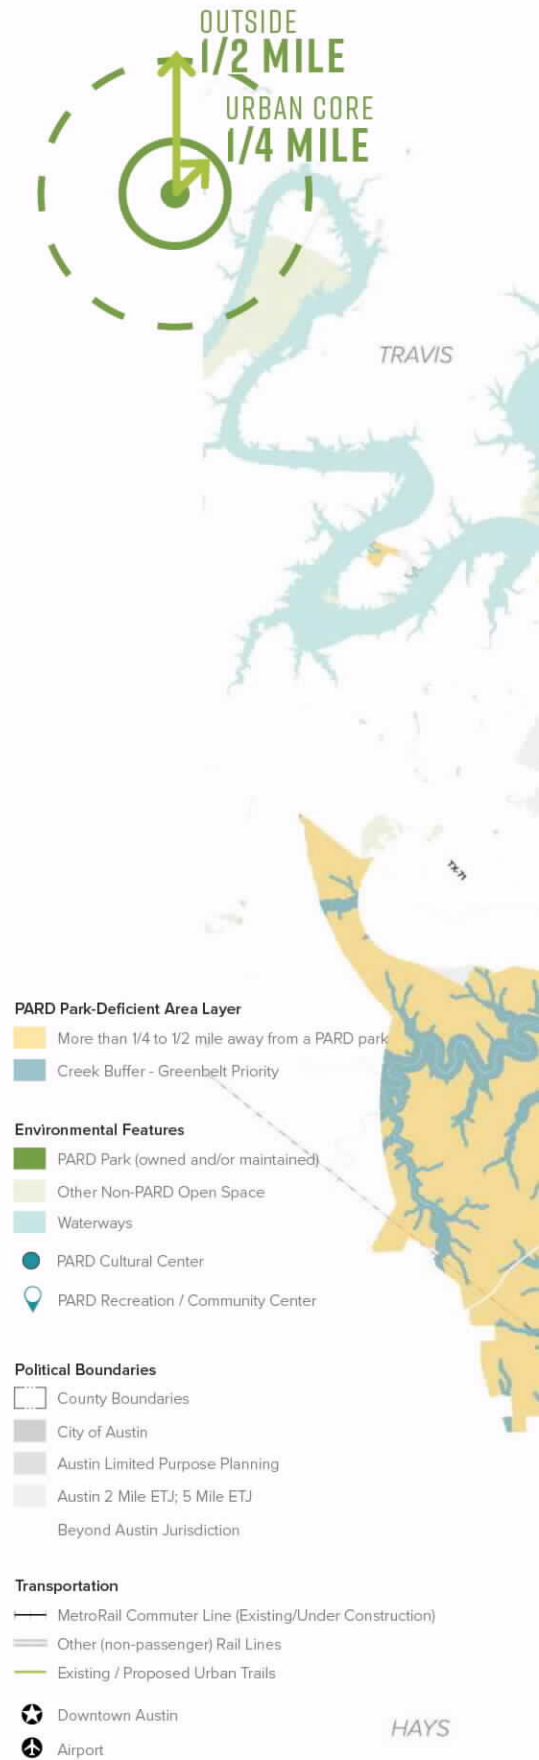 OUTSIDE
1/2 MILE
URBAN CORE
1/4 MILE
TRAVIS
TX-71
PARD Park-Deficient Area Layer
More than 1/4 to 1/2 mile away from a PARD park
Creek Buffer - Greenbelt Priority
Environmental Features
PARD Park (owned and/or maintained)
Other Non-PARD Open Space
Waterways
PARD Cultural Center
PARD Recreation / Community Center
Political Boundaries
County Boundaries
City of Austin
Austin Limited Purpose Planning
Austin 2 Mile ETJ; 5 Mile ETJ
Beyond Austin Jurisdiction
Transportation
MetroRail Commuter Line (Existing/Under Construction)
Other (non-passenger) Rail Lines
Existing / Proposed Urban Trails
Downtown Austin
HAYS
Airport